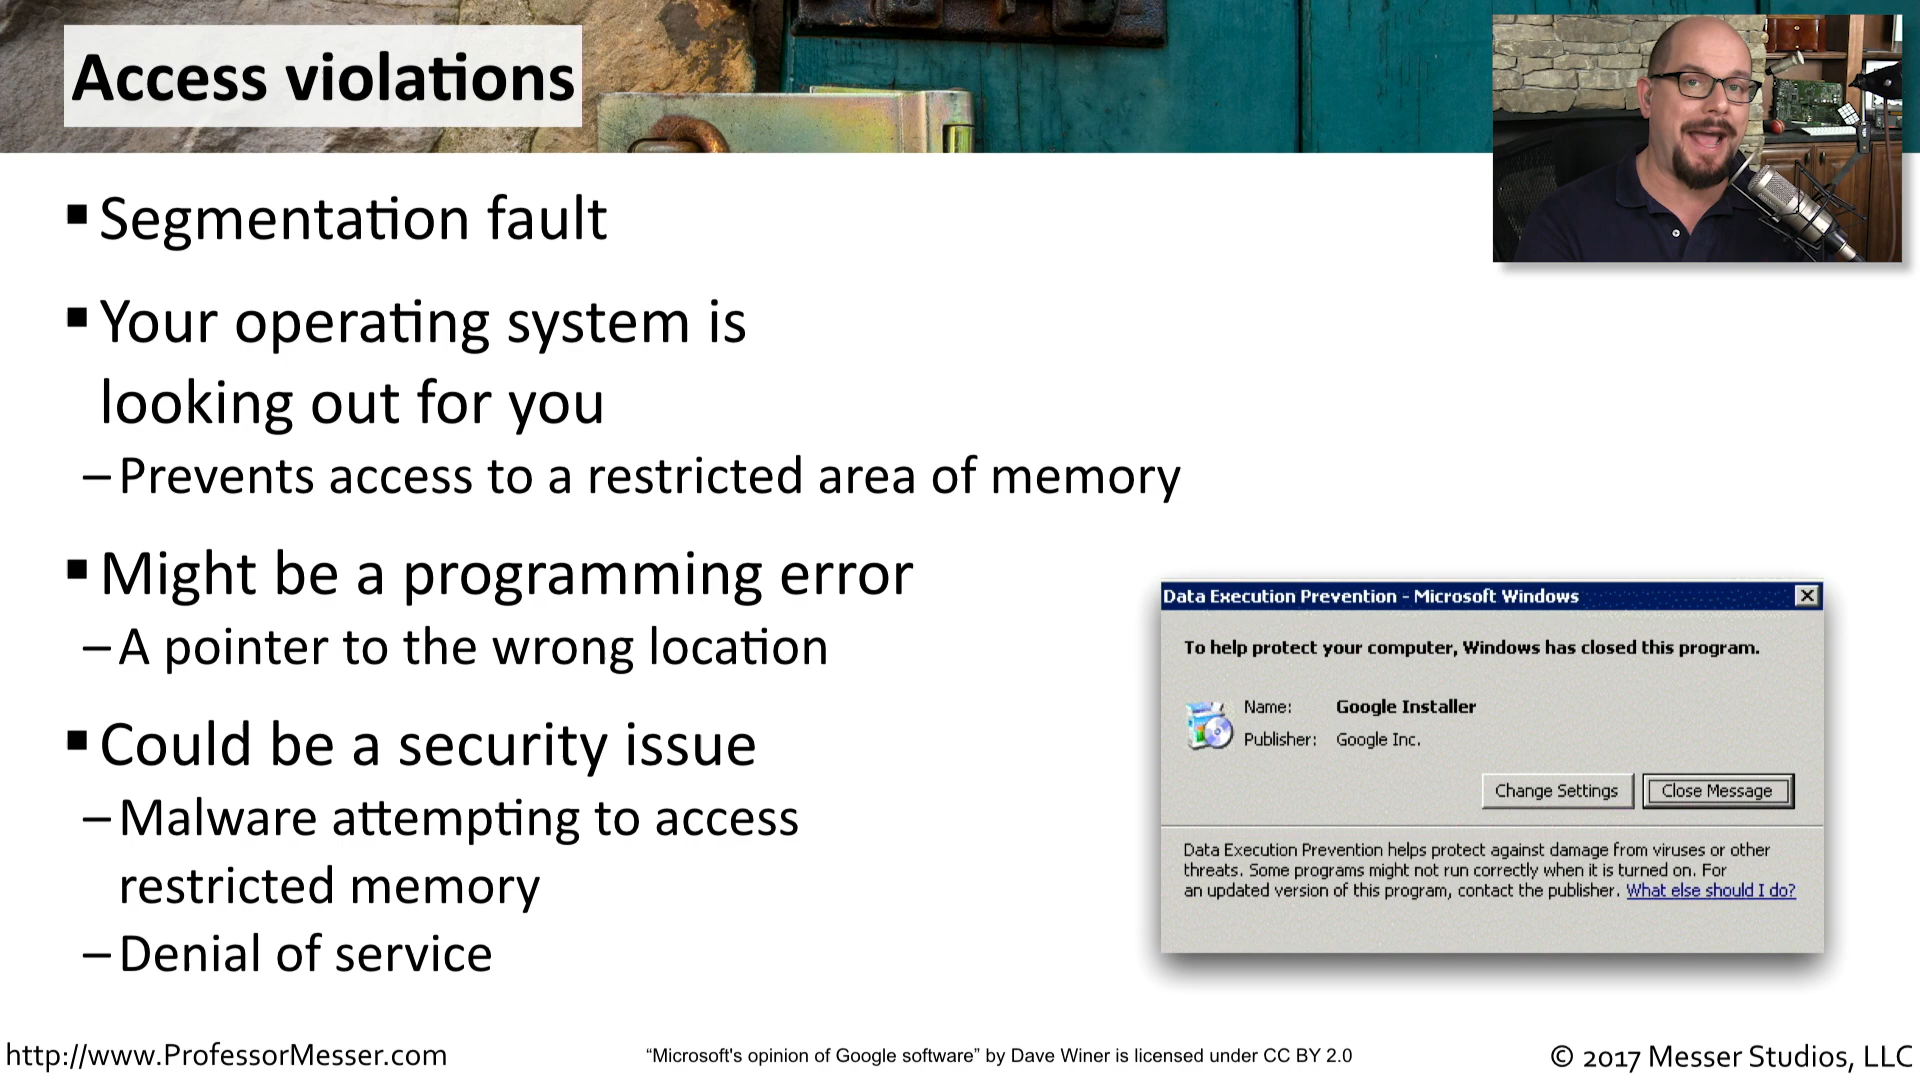 Access violations
▪ Segmentation fault
▪ Your operating system is
looking out for you
– Prevents access to a restricted area of memory
▪ Might be a programming error
– A pointer to the wrong location
▪ Could be a security issue
– Malware attempting to access
restricted memory
– Denial of service
Data Execution Prevention - Microsoft Windows
To help protect your computer, Windows has closed this program.
Name: Google Installer
Publisher: Google Inc.
Change Settings Close Message
Data Execution Prevention helps protect against damage from viruses or other
threats. Some programs might not run correctly when it is turned on. For
an updated version of this program, contact the publisher. What else should I do?
http://www.ProfessorMesser.com
“Microsoft's opinion of Google software” by Dave Winer is licensed under CC BY 2.0
© 2017 Messer Studios, LLC